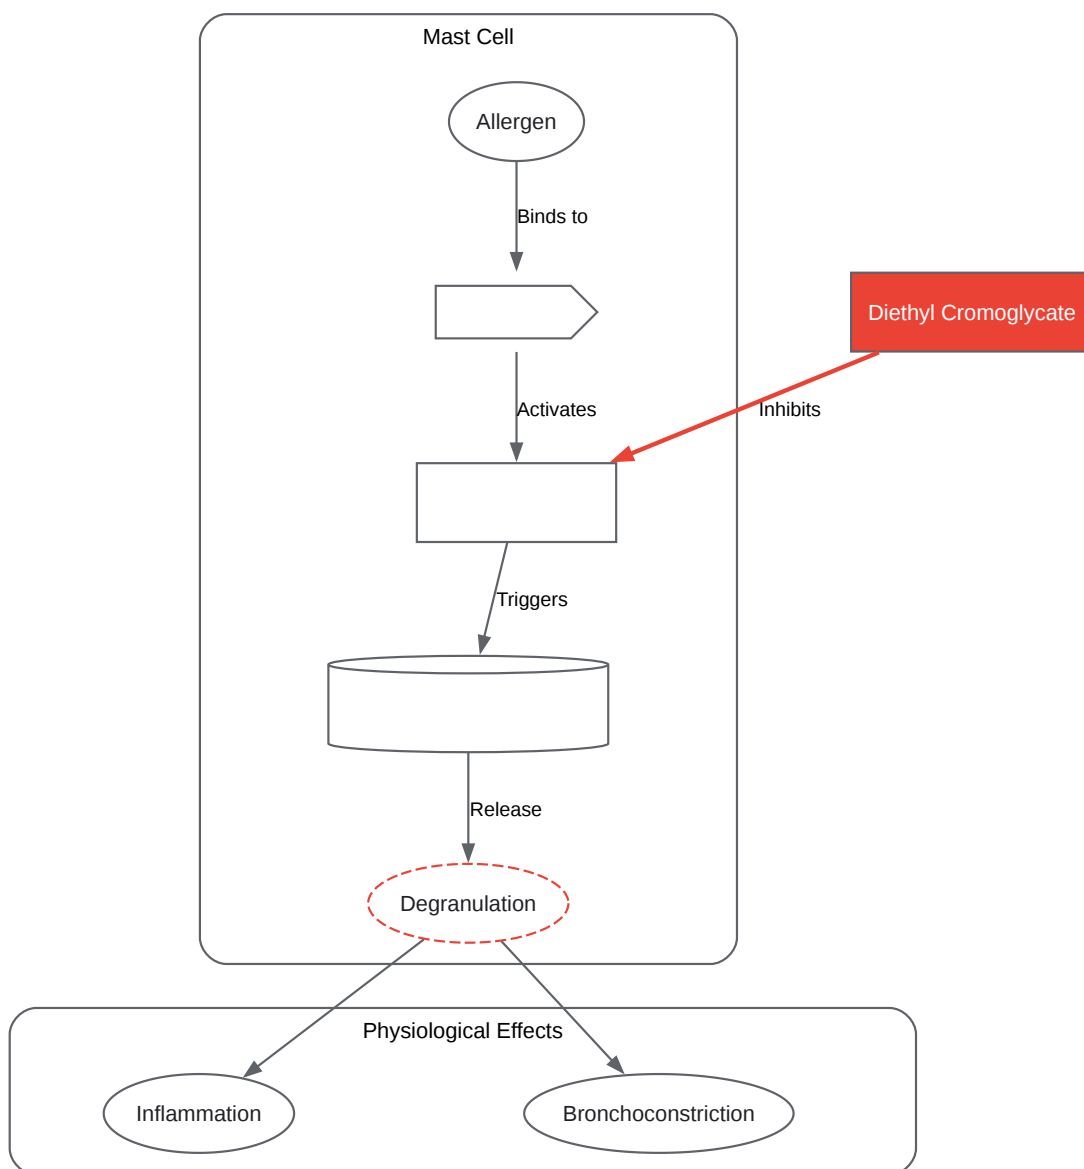 Mast Cell
Allergen
Binds to
Diethyl Cromoglycate
Activates
Inhibits
Triggers
Release
Degranulation
Physiological Effects
Inflammation
Bronchoconstriction